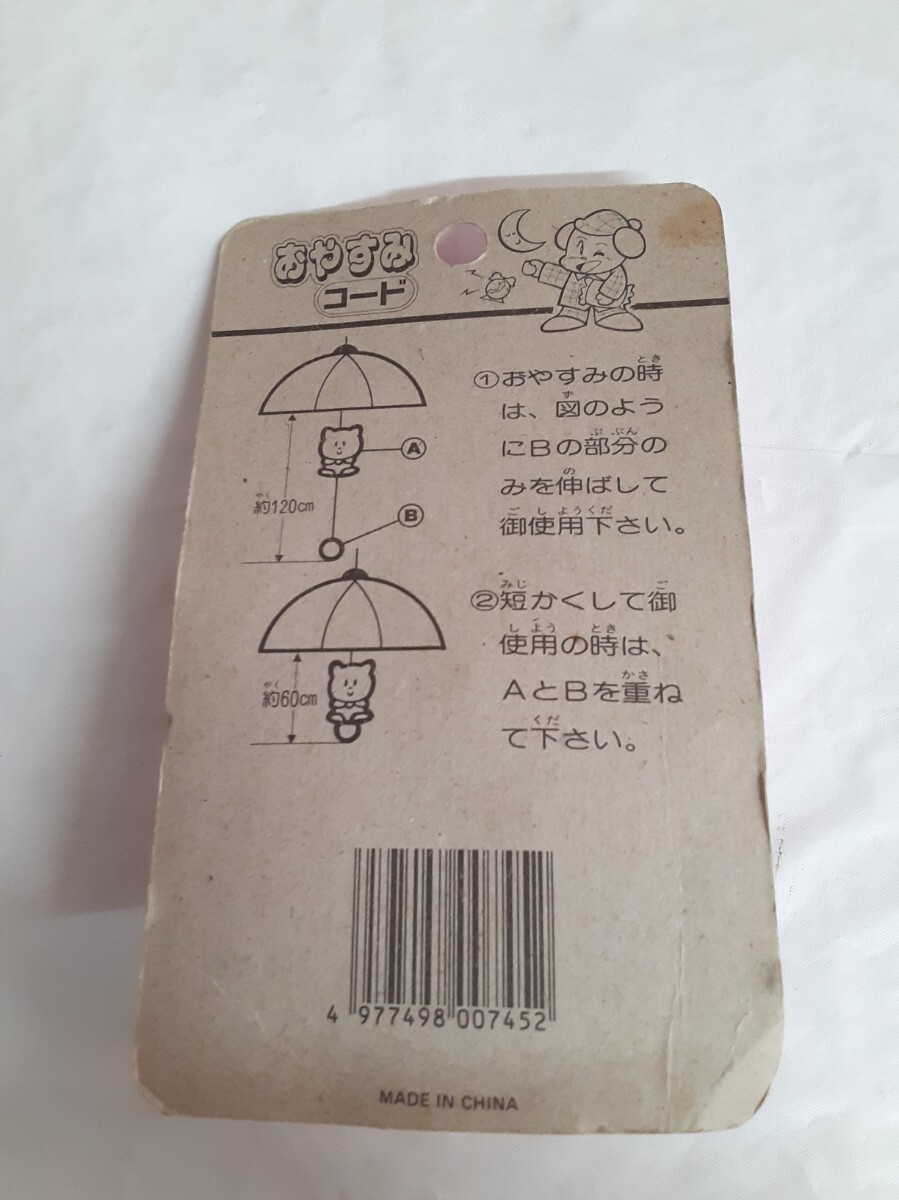 おやすみ
コード
①おやすみの時
は、図のよう
にBの部分の
みを伸ばして
御使用下さい。
A
約120cm
B
②短かくして御
使用の時は、
AとBを重ね
て下さい。
約60cm
4 977498 007452
MADE IN CHINA